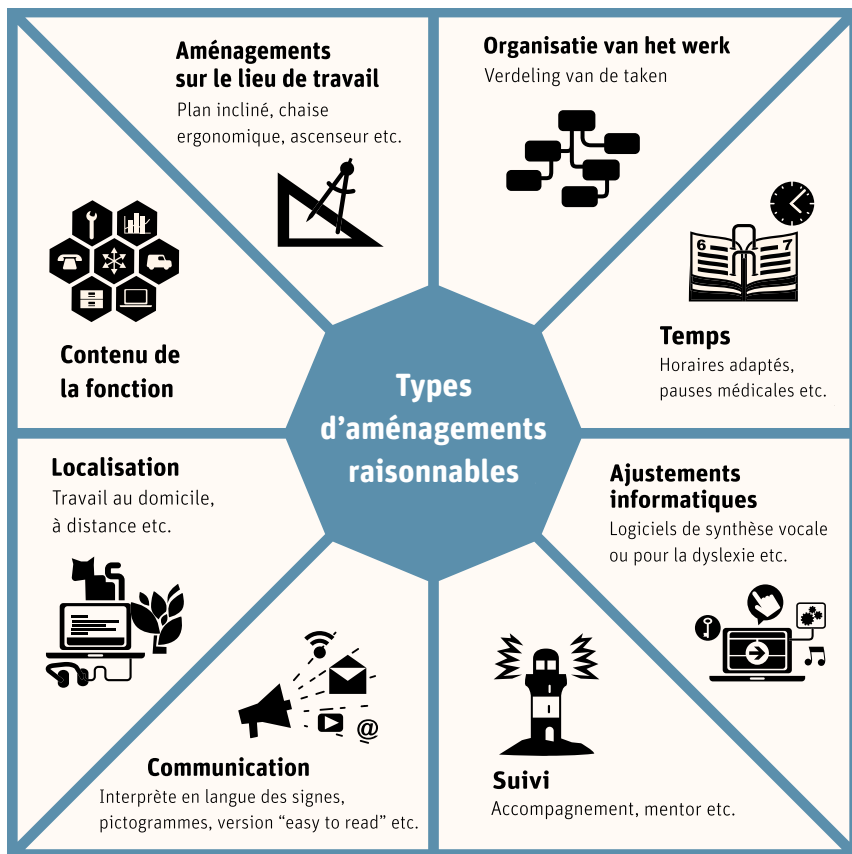 Types
d’aménagements
raisonnables
Aménagements
sur le lieu de travail
Plan incliné, chaise
ergonomique, ascenseur etc.
Organisatie van het werk
Verdeling van de taken
6 7
Temps
Horaires adaptés,
pauses médicales etc.
Ajustements
informatiques
Logiciels de synthèse vocale
ou pour la dyslexie etc.
Suivi
Accompagnement, mentor etc.
@
Communication
Interprète en langue des signes,
pictogrammes, version “easy to read” etc.
Localisation
Travail au domicile,
à distance etc.
Contenu de
la fonction